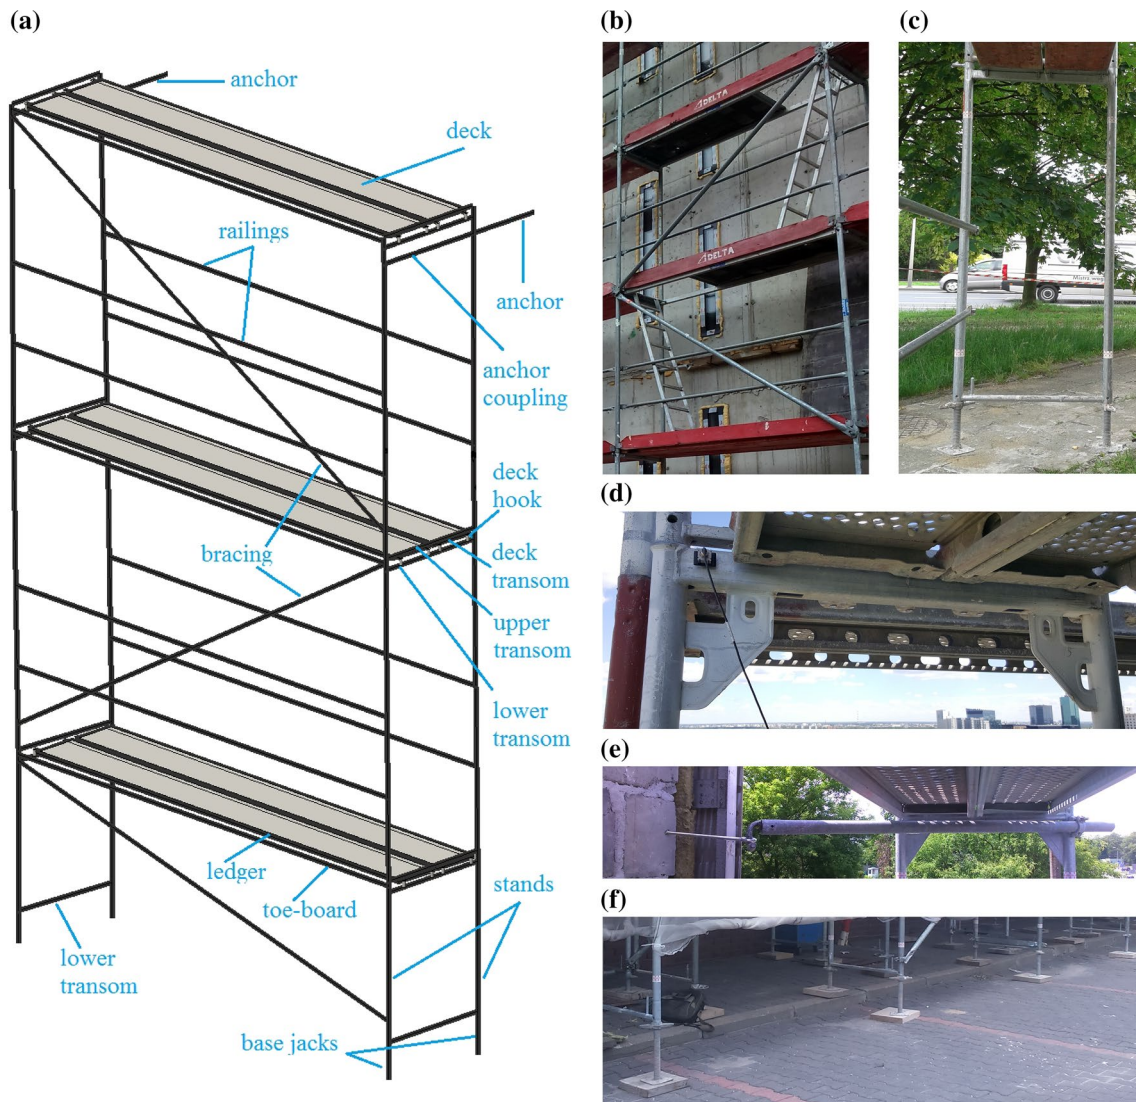 (a)
(b)
(c)
anchor
deck
railings
anchor
anchor
coupling
deck
hook
bracing
deck
transom
upper
transom
lower
transom
ledger
toe-board
stands
lower
transom
base jacks
DELTA
DELTA
(d)
15
(e)
(f)